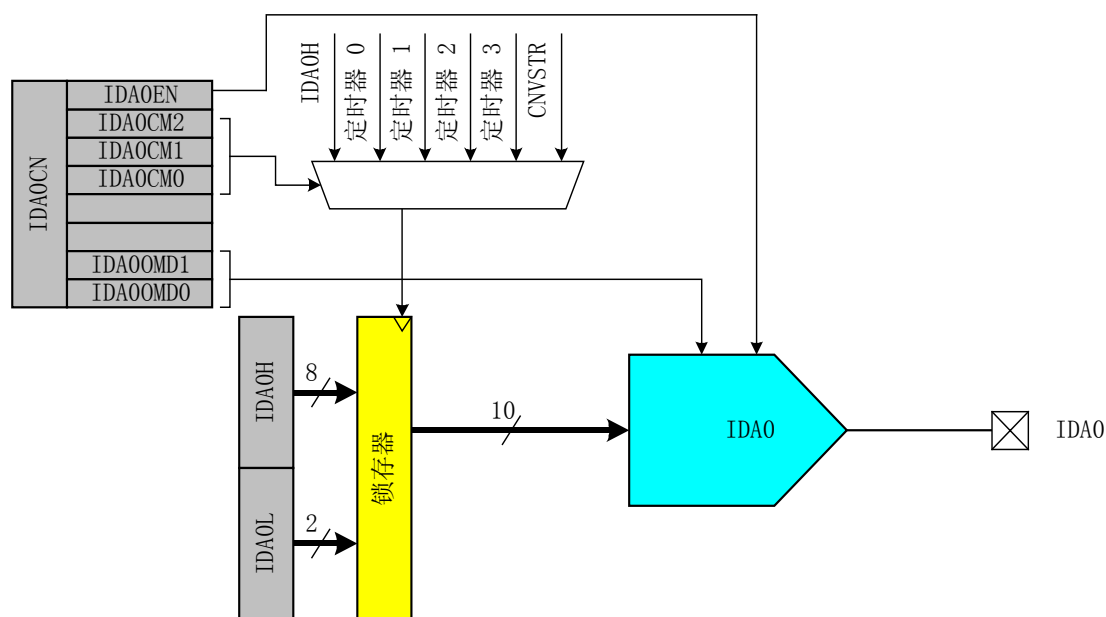 IDA0CN
IDA0EN
IDA0CM2
IDA0CM1
IDA0CM0
IDA0OMD1
IDA0OMD0
IDA0H
定时器 0
定时器 1
定时器 2
定时器 3
CNVSTR
IDA0H
8
IDA0L
2
锁存器
10
IDA0
IDA0